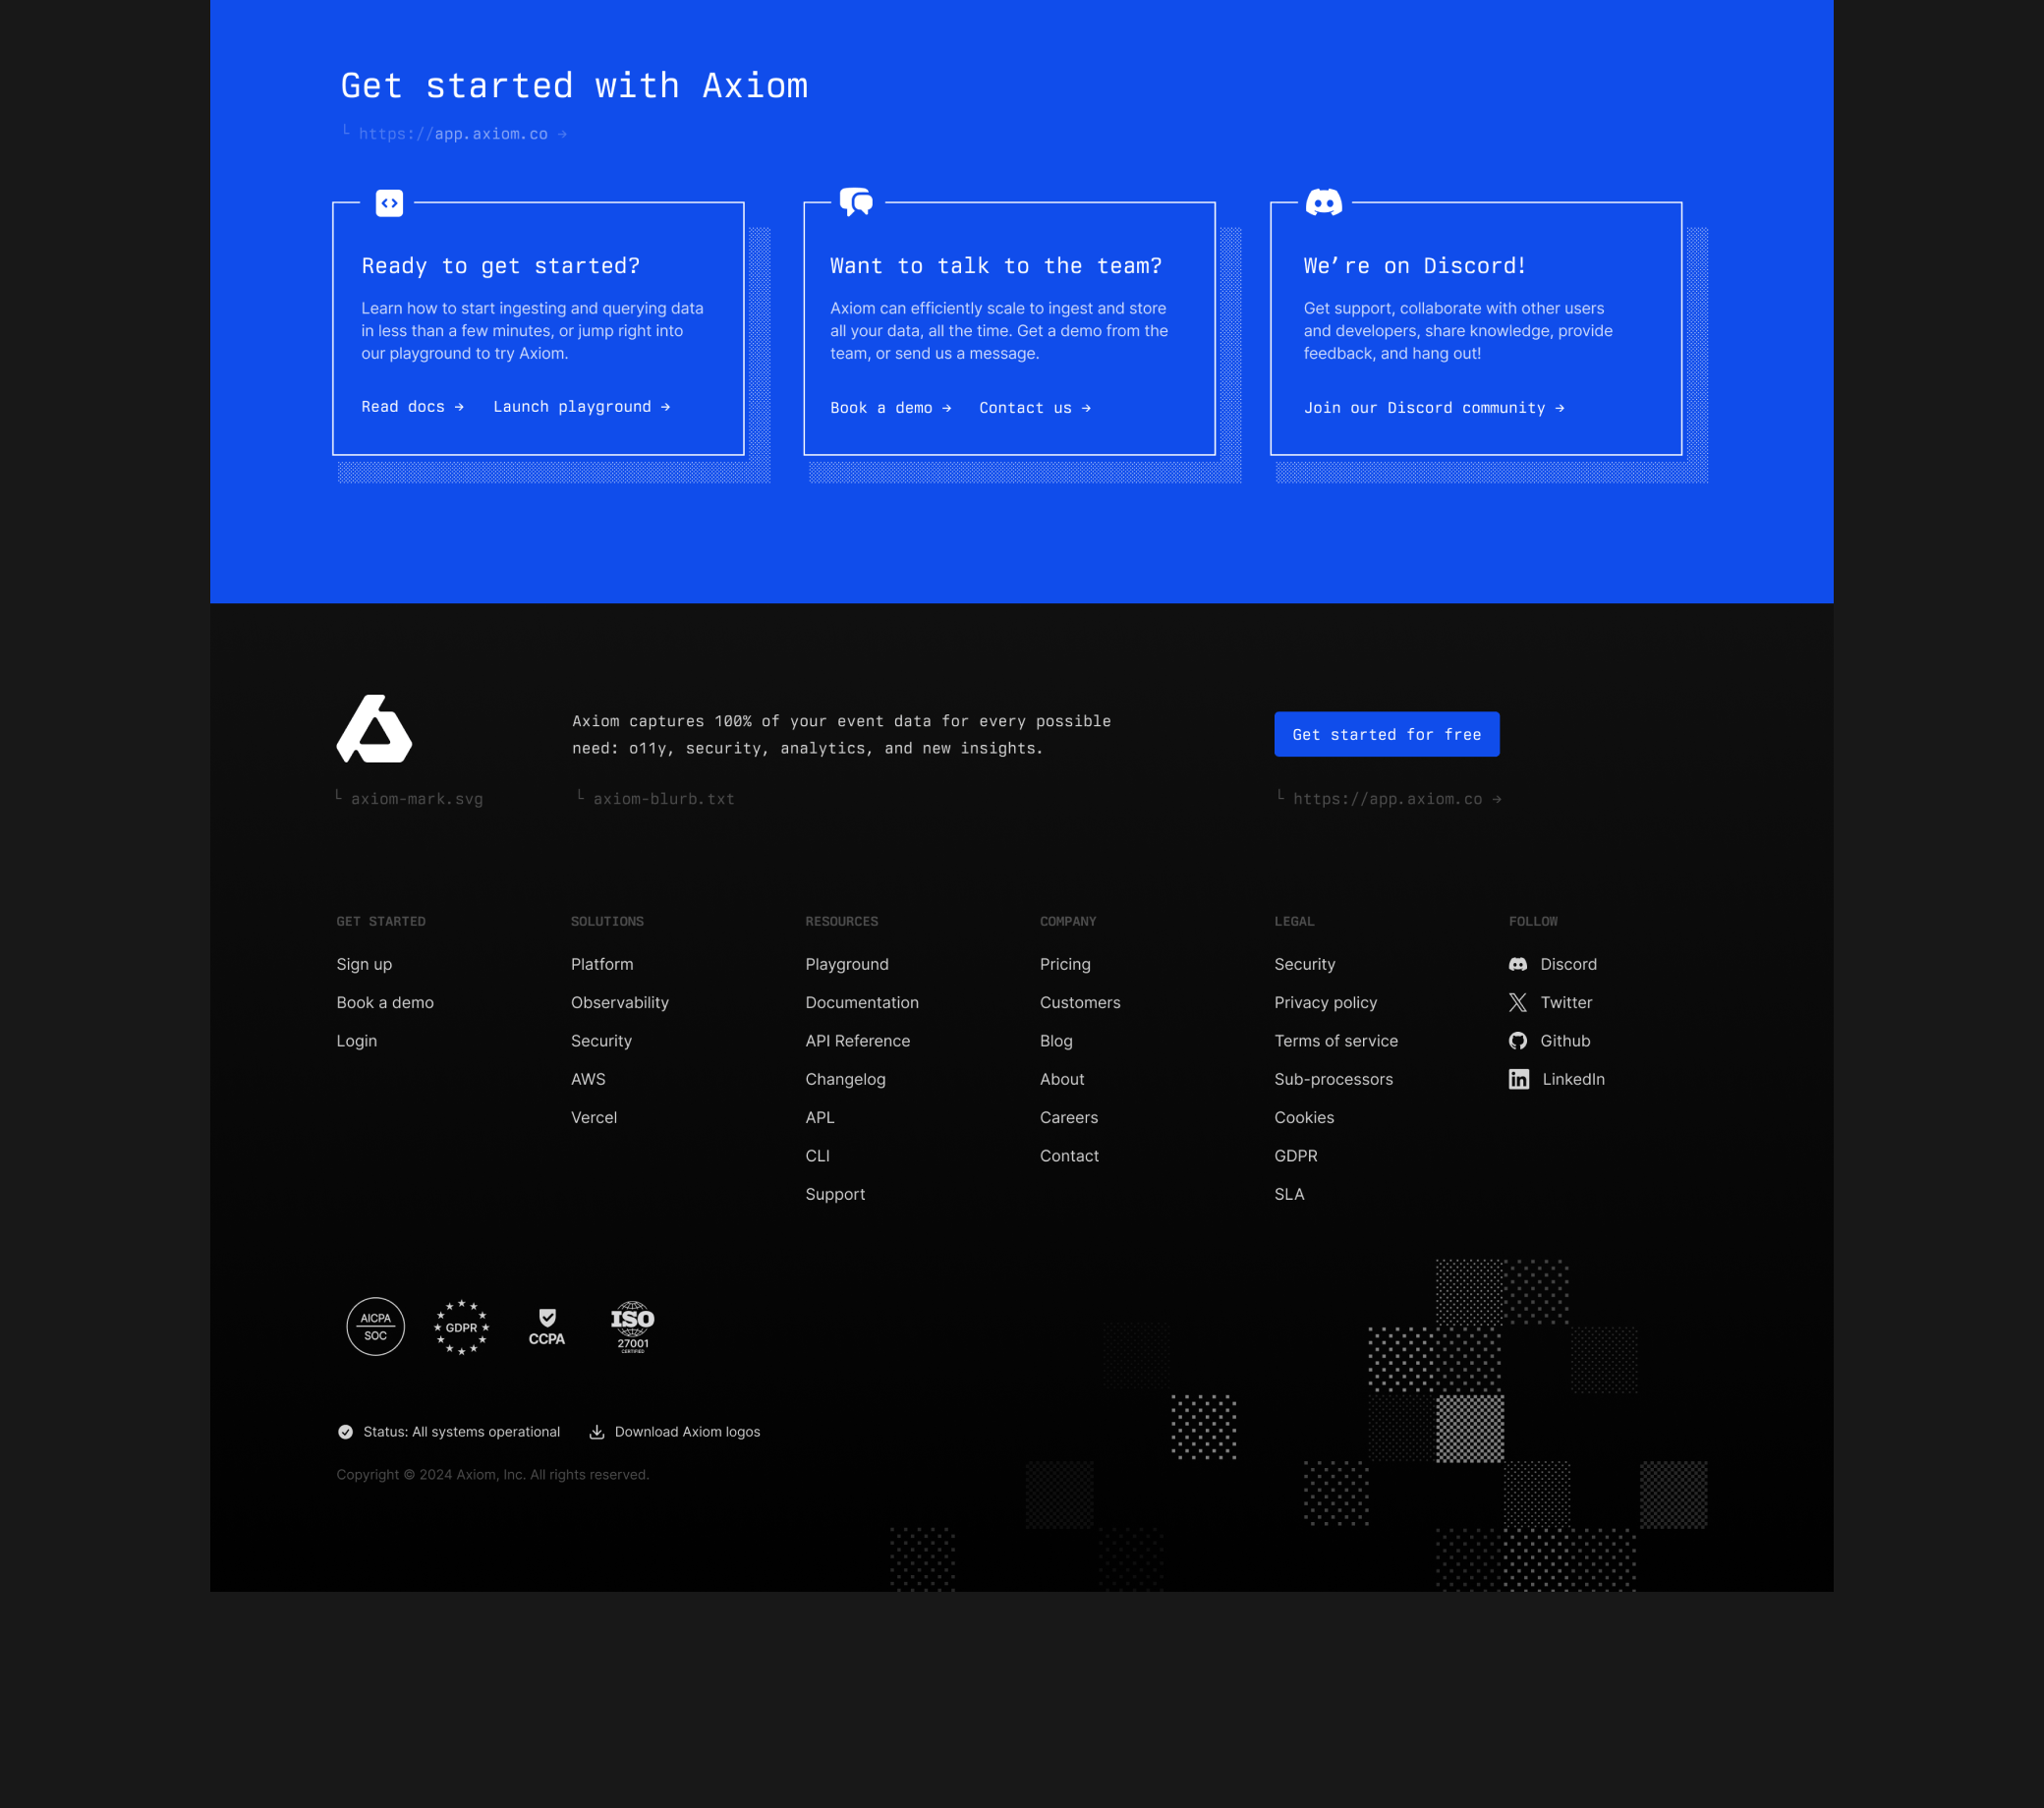 Get started with Axiom
└ https://app.axiom.co →
Ready to get started?
Learn how to start ingesting and querying data
in less than a few minutes, or jump right into
our playground to try Axiom.
Read docs → Launch playground →
Want to talk to the team?
Axiom can efficiently scale to ingest and store
all your data, all the time. Get a demo from the
team, or send us a message.
Book a demo → Contact us →
We’re on Discord!
Get support, collaborate with other users
and developers, share knowledge, provide
feedback, and hang out!
Join our Discord community →
└ axiom-mark.svg
Axiom captures 100% of your event data for every possible
need: o11y, security, analytics, and new insights.
└ axiom-blurb.txt
Get started for free
└ https://app.axiom.co →
GET STARTED
Sign up
Book a demo
Login
SOLUTIONS
Platform
Observability
Security
AWS
Vercel
RESOURCES
Playground
Documentation
API Reference
Changelog
APL
CLI
Support
COMPANY
Pricing
Customers
Blog
About
Careers
Contact
LEGAL
Security
Privacy policy
Terms of service
Sub-processors
Cookies
GDPR
SLA
FOLLOW
Discord
Twitter
Github
LinkedIn
AICPA
SOC
GDPR
CCPA
ISO
27001
CERTIFIED
Status: All systems operational
Download Axiom logos
Copyright © 2024 Axiom, Inc. All rights reserved.